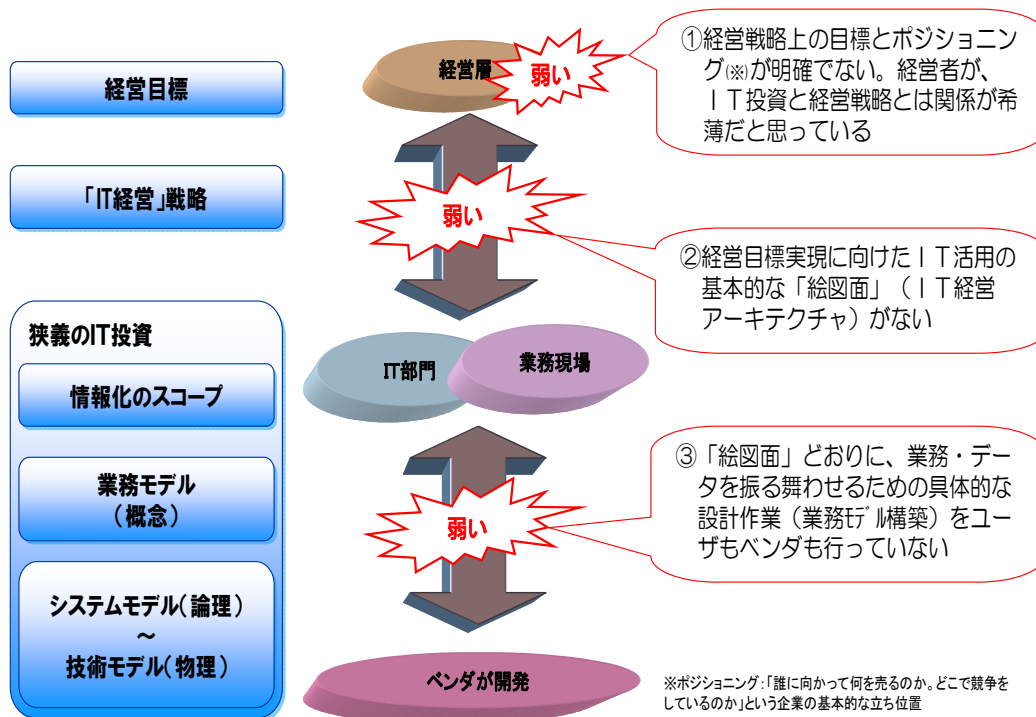 経営目標
「IT経営」戦略
狭義のIT投資
情報化のスコープ
業務モデル
（概念）
システムモデル（論理）
～
技術モデル（物理）
経営層
弱い
弱い
IT部門
業務現場
弱い
ベンダが開発
①経営戦略上の目標とポジショニン
グ(※)が明確でない。経営者が、
ＩＴ投資と経営戦略とは関係が希
薄だと思っている
②経営目標実現に向けたＩＴ活用の
基本的な「絵図面」（ＩＴ経営
アーキテクチャ）がない
③「絵図面」どおりに、業務・デー
タを振る舞わせるための具体的な
設計作業（業務ﾓﾃﾞﾙ構築）をユー
ザもベンダも行っていない
※ポジショニング：「誰に向かって何を売るのか。どこで競争を
しているのか」という企業の基本的な立ち位置